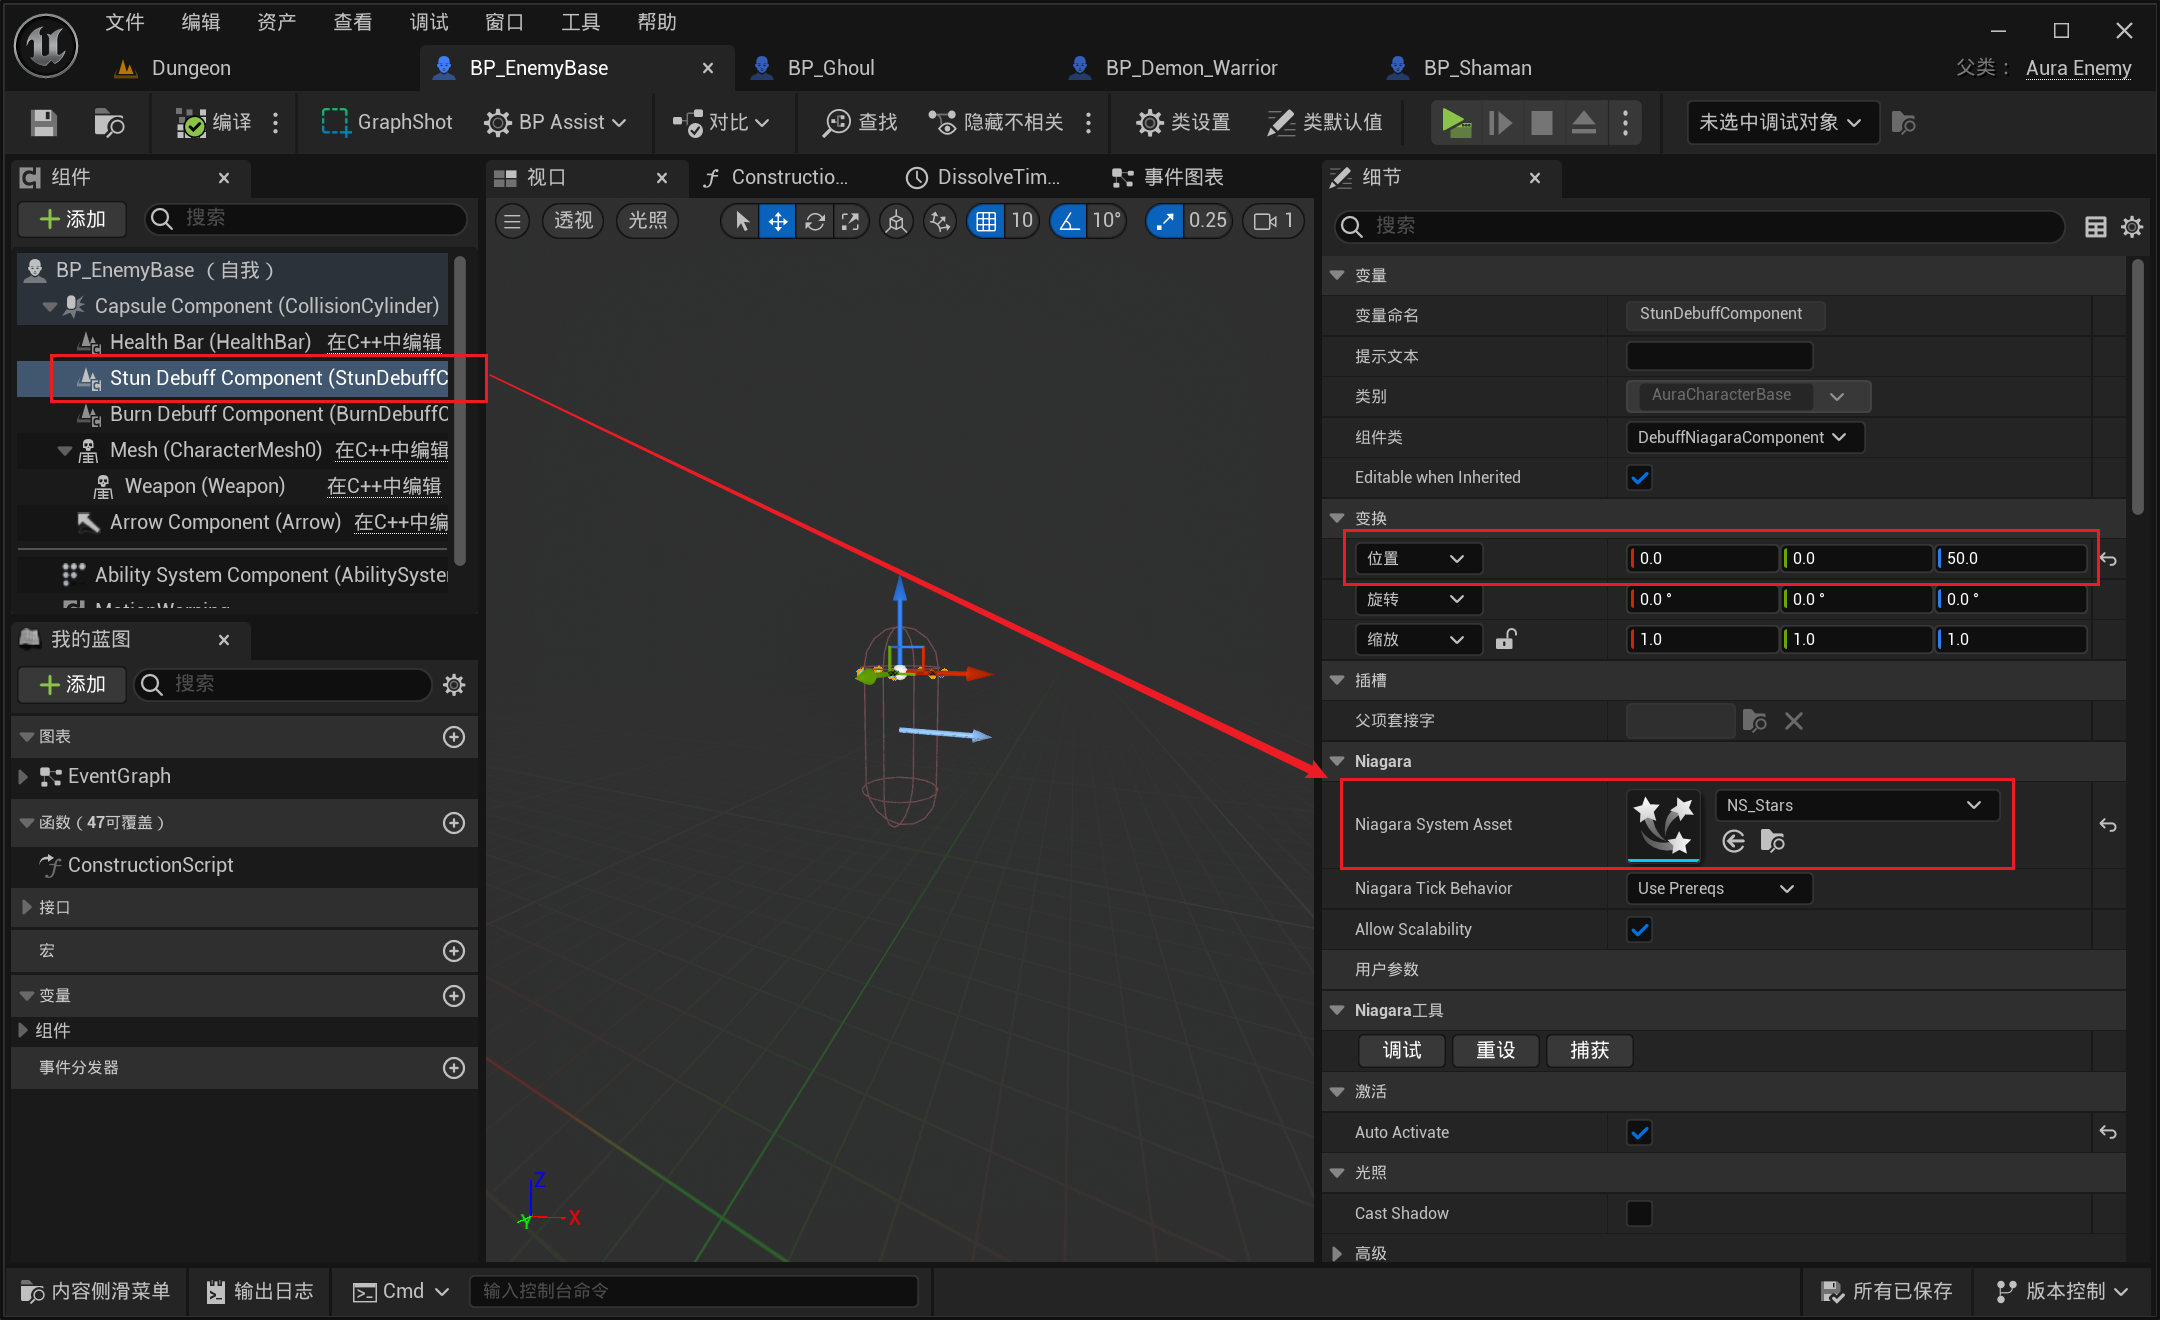 文件 编辑 资产 查看 调试 窗口 工具 帮助
Dungeon BP_EnemyBase BP_Ghoul BP_Demon_Warrior BP_Shaman 父类： Aura Enemy
编译 GraphShot BP Assist 对比 查找 隐藏不相关 类设置 类默认值 未选中调试对象
组件
添加 搜索
BP_EnemyBase （自我）
Capsule Component (CollisionCylinder)
Health Bar (HealthBar) 在C++中编辑
Stun Debuff Component (StunDebuffC
Burn Debuff Component (BurnDebuffC
Mesh (CharacterMesh0) 在C++中编辑
Weapon (Weapon) 在C++中编辑
Arrow Component (Arrow) 在C++中编
Ability System Component (AbilitySyste
我的蓝图
添加 搜索
图表
EventGraph
函数（47可覆盖）
ConstructionScript
接口
宏
变量
组件
事件分发器
视口 Constructio... DissolveTim... 事件图表
透视 光照 10 10° 0.25 1
Z
Y X
细节
搜索
变量
变量命名 StunDebuffComponent
提示文本
类别 AuraCharacterBase
组件类 DebuffNiagaraComponent
Editable when Inherited
变换
位置 0.0 0.0 50.0
旋转 0.0 ° 0.0 ° 0.0 °
缩放 1.0 1.0 1.0
插槽
父项套接字
Niagara
Niagara System Asset NS_Stars
Niagara Tick Behavior Use Prereqs
Allow Scalability
用户参数
Niagara工具
调试 重设 捕获
激活
Auto Activate
光照
Cast Shadow
高级
内容侧滑菜单 输出日志 Cmd 输入控制台命令 所有已保存 版本控制